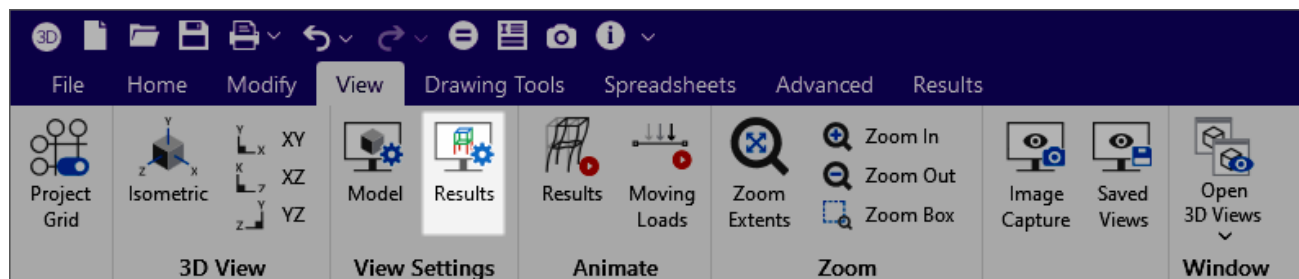 3D
File Home Modify View Drawing Tools Spreadsheets Advanced Results
Project Grid
Y
Z X
Isometric
Y X XY
X Z XZ
Y Z YZ
3D View
Model
Results
View Settings
Results
Moving Loads
Animate
Zoom Extents
Zoom In
Zoom Out
Zoom Box
Zoom
Image Capture
Saved Views
Open 3D Views
Window